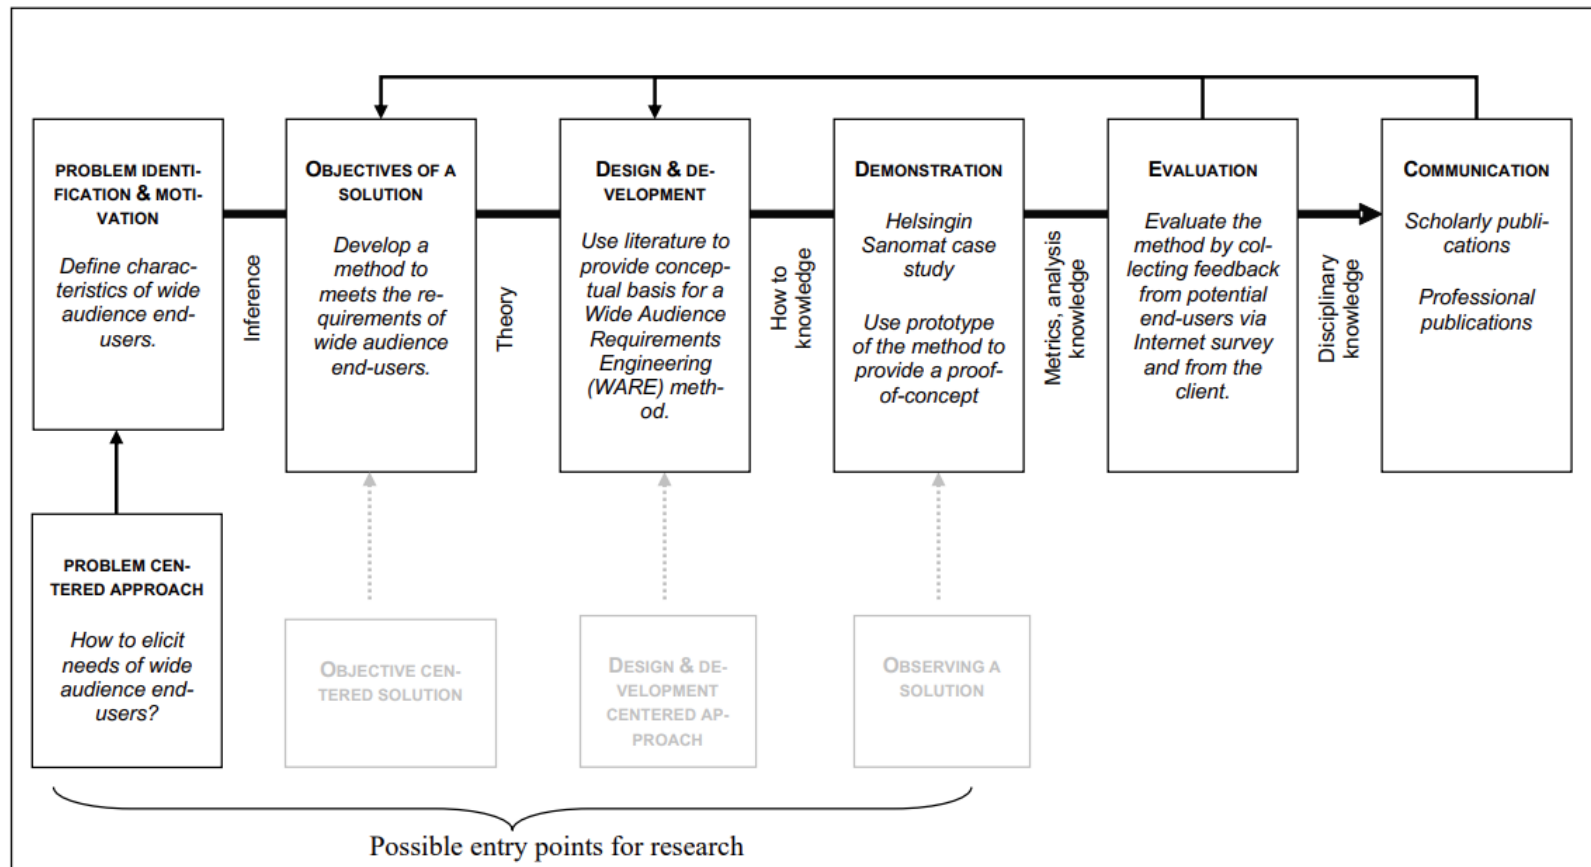 PROBLEM IDENTI-
FICATION & MOTI-
VATION
Define charac-
teristics of wide
audience end-
users.
Inference
OBJECTIVES OF A
SOLUTION
Develop a
method to
meets the re-
quirements of
wide audience
end-users.
Theory
DESIGN & DE-
VELOPMENT
Use literature to
provide concep-
tual basis for a
Wide Audience
Requirements
Engineering
(WARE) meth-
od.
How to
knowledge
DEMONSTRATION
Helsingin
Sanomat case
study
Use prototype
of the method to
provide a proof-
of-concept
Metrics, analysis
knowledge
EVALUATION
Evaluate the
method by col-
lecting feedback
from potential
end-users via
Internet survey
and from the
client.
Disciplinary
knowledge
COMMUNICATION
Scholarly publi-
cations
Professional
publications
PROBLEM CEN-
TERED APPROACH
How to elicit
needs of wide
audience end-
users?
OBJECTIVE CEN-
TERED SOLUTION
DESIGN & DE-
VELOPMENT
CENTERED AP-
PROACH
OBSERVING A
SOLUTION
Possible entry points for research